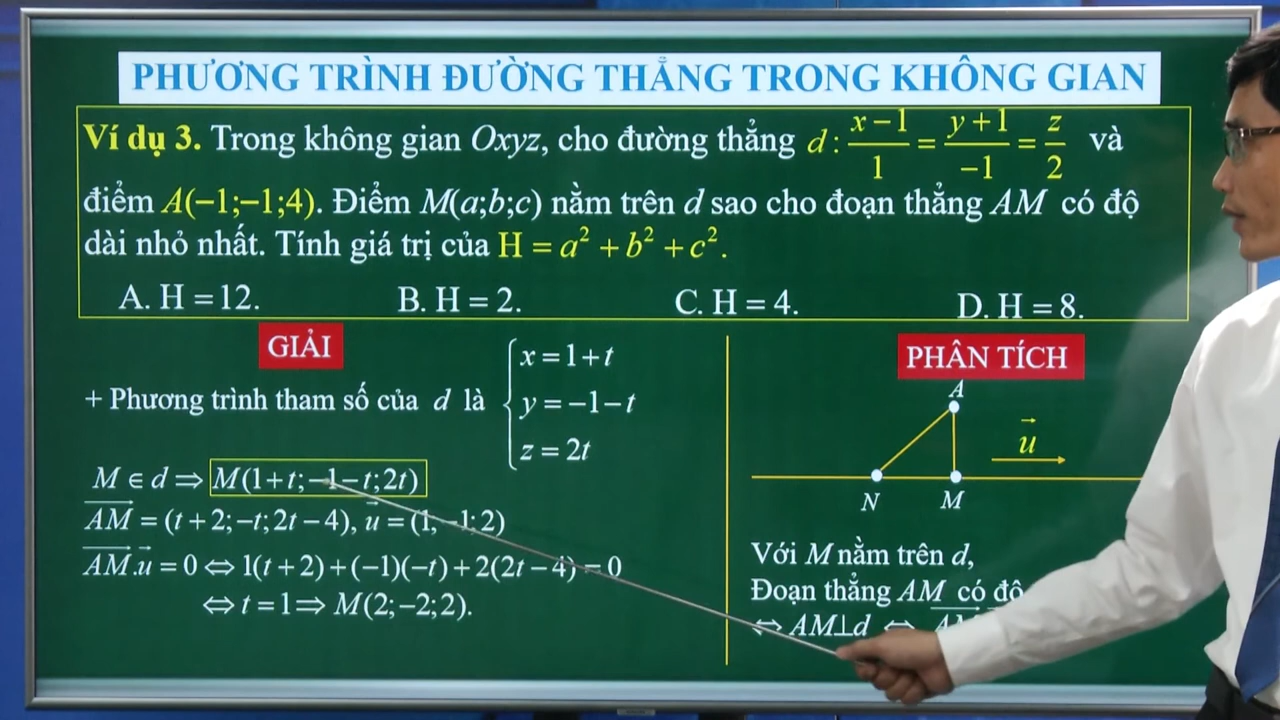 PHƯƠNG TRÌNH ĐƯỜNG THẲNG TRONG KHÔNG GIAN
Ví dụ 3. Trong không gian Oxyz, cho đường thẳng d: (x−1)/1 = (y+1)/−1 = z/2 và
điểm A(−1;−1;4). Điểm M(a;b;c) nằm trên d sao cho đoạn thẳng AM có độ
dài nhỏ nhất. Tính giá trị của H = a² + b² + c².
A. H = 12. B. H = 2. C. H = 4. D. H = 8.
GIẢI
+ Phương trình tham số của d là { x = 1+t
y = −1−t
z = 2t
M ∈ d ⇒ M(1+t;−1−t;2t)
AM = (t+2;−t;2t−4), u = (1;−1;2)
AM.u = 0 ⇔ 1(t+2)+(−1)(−t)+2(2t−4) = 0
⇔ t = 1 ⇒ M(2;−2;2).
PHÂN TÍCH
A
u
N M
Với M nằm trên d,
Đoạn thẳng AM có độ
⇔ AM⊥d ⇔